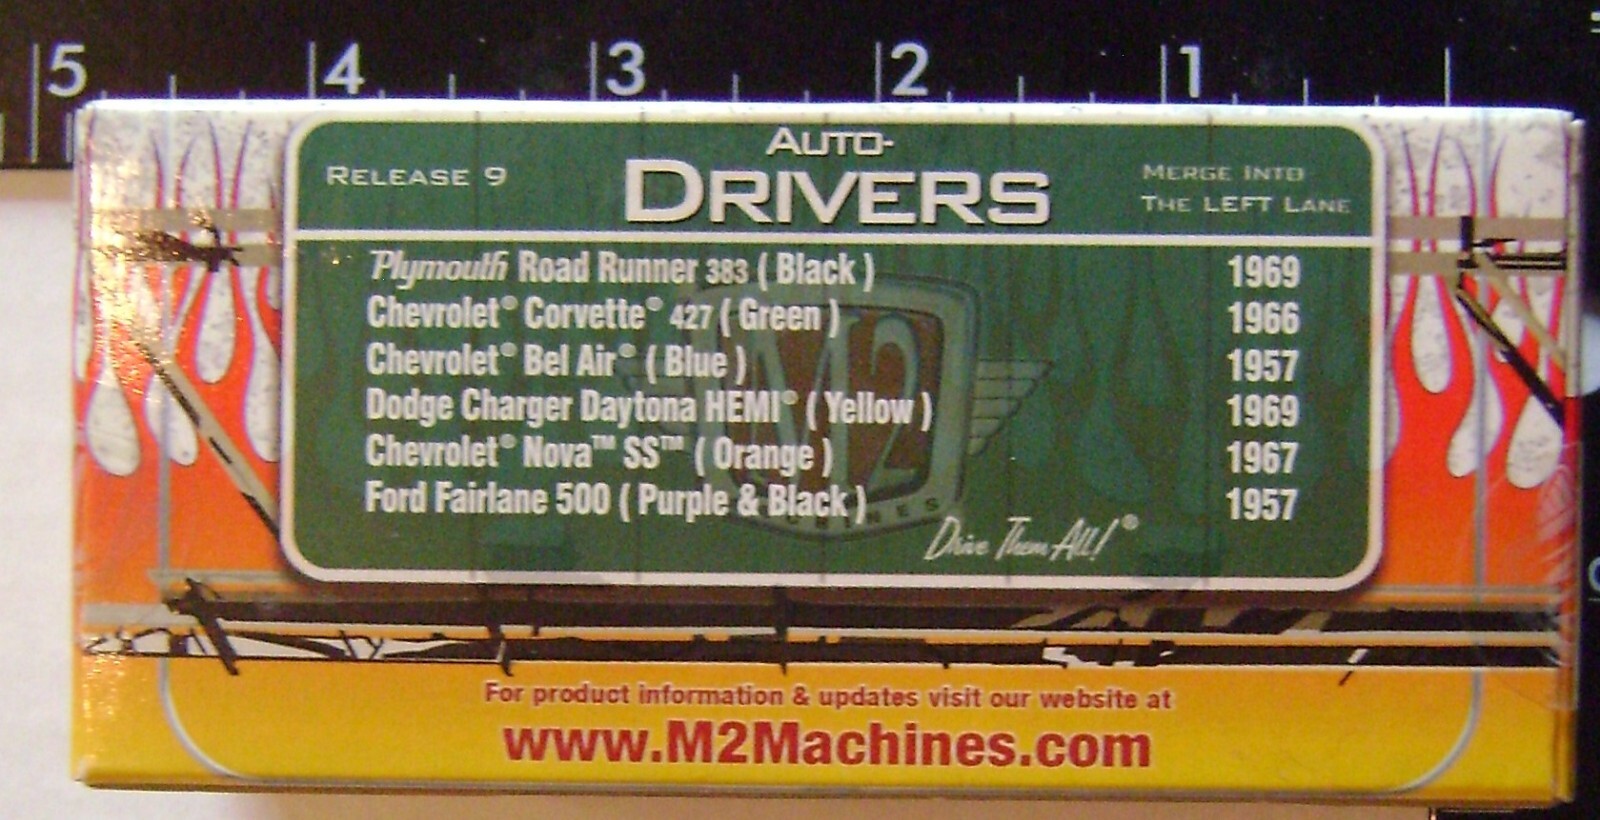 5 4 3 2 1
AUTO-
DRIVERS
RELEASE 9
MERGE INTO
THE LEFT LANE
Plymouth Road Runner 383 ( Black ) 1969
Chevrolet® Corvette® 427 ( Green ) 1966
Chevrolet® Bel Air® ( Blue ) 1957
Dodge Charger Daytona HEMI® ( Yellow ) 1969
Chevrolet® Nova™ SS™ ( Orange ) 1967
Ford Fairlane 500 ( Purple & Black ) 1957
M2
Drive Them All!®
For product information & updates visit our website at
www.M2Machines.com